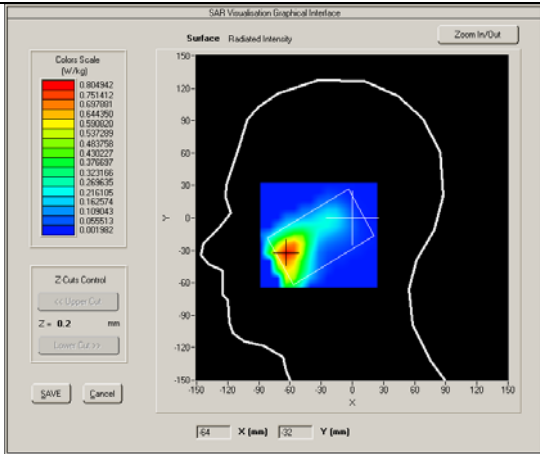 SAR Visualisation Graphical Interface
Surface Radiated Intensity
Zoom In/Out
Colors Scale
(W/kg)
0.804942
0.751412
0.697881
0.644350
0.590820
0.537289
0.483758
0.430227
0.376697
0.323166
0.269635
0.216105
0.162574
0.109043
0.055513
0.001982
Z-Cuts Control
<< Upper Cut
Z = 0.2 mm
Lower Cut >>
SAVE Cancel
150
120
90
60
30
0
-30
-60
-90
-120
-150
Y
-150 -120 -90 -60 -30 0 30 60 90 120 150
X
-64 X (mm) -32 Y (mm)